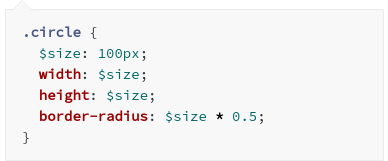 .circle {
  $size: 100px;
  width: $size;
  height: $size;
  border-radius: $size * 0.5;
}